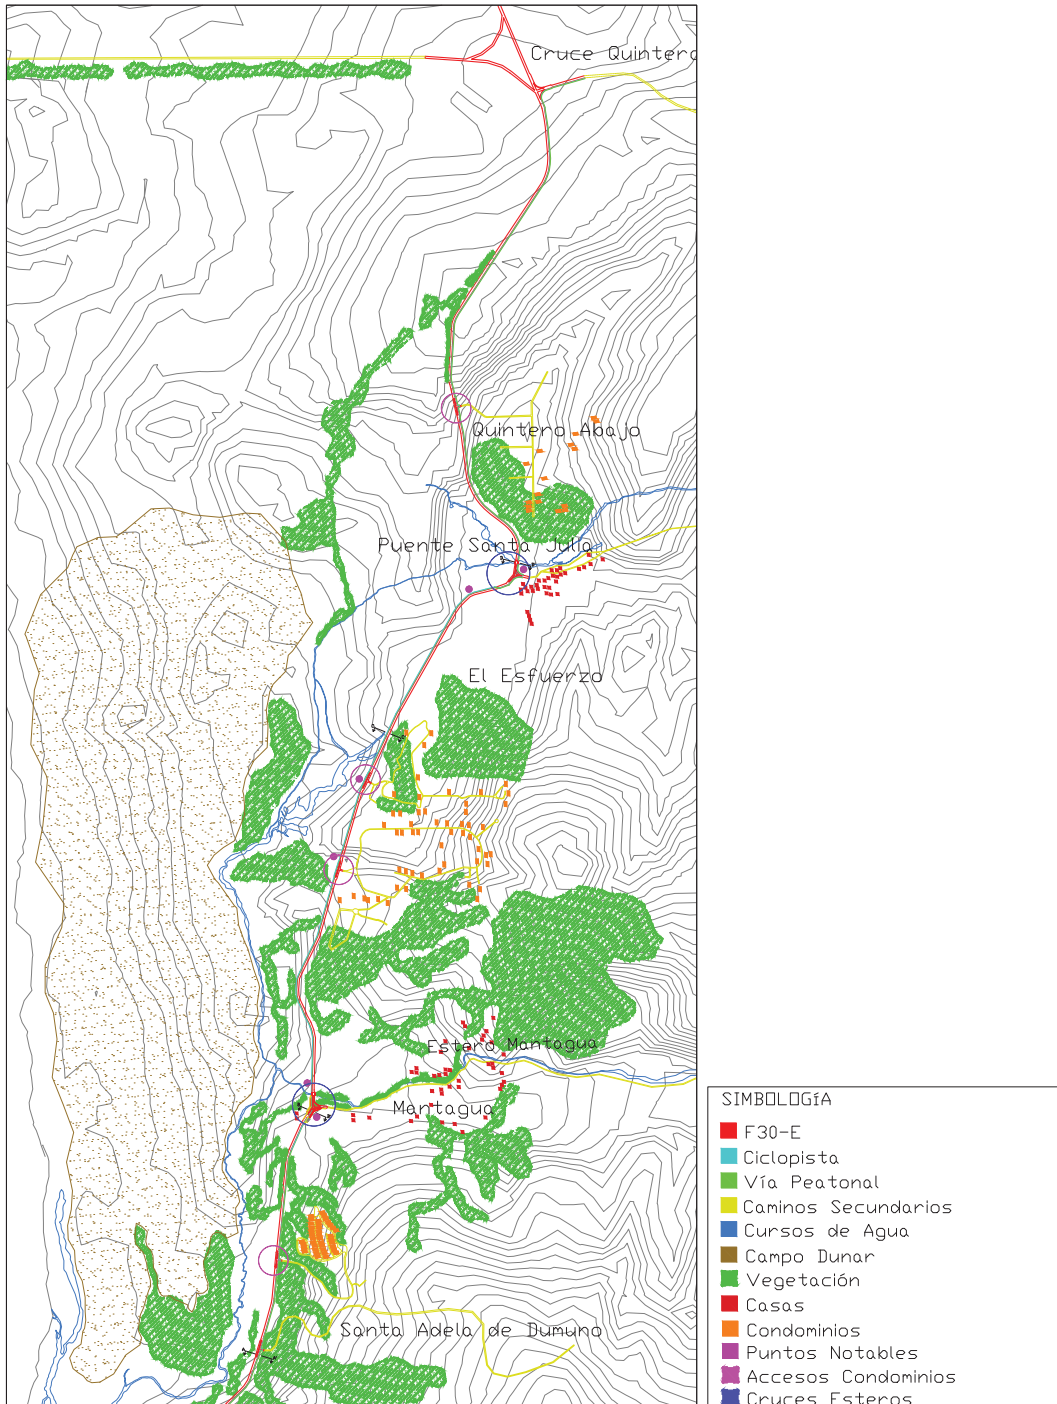 Cruce Quintero
Quintero Abajo
Puente Santa Julia
El Esfuerzo
Estero Mantagua
Mantagua
Santa Adela de Dumuno
SIMBOLOGíA
F30-E
Ciclopista
Vía Peatonal
Caminos Secundarios
Cursos de Agua
Campo Dunar
Vegetación
Casas
Condominios
Puntos Notables
Accesos Condominios
Cruces Esteros